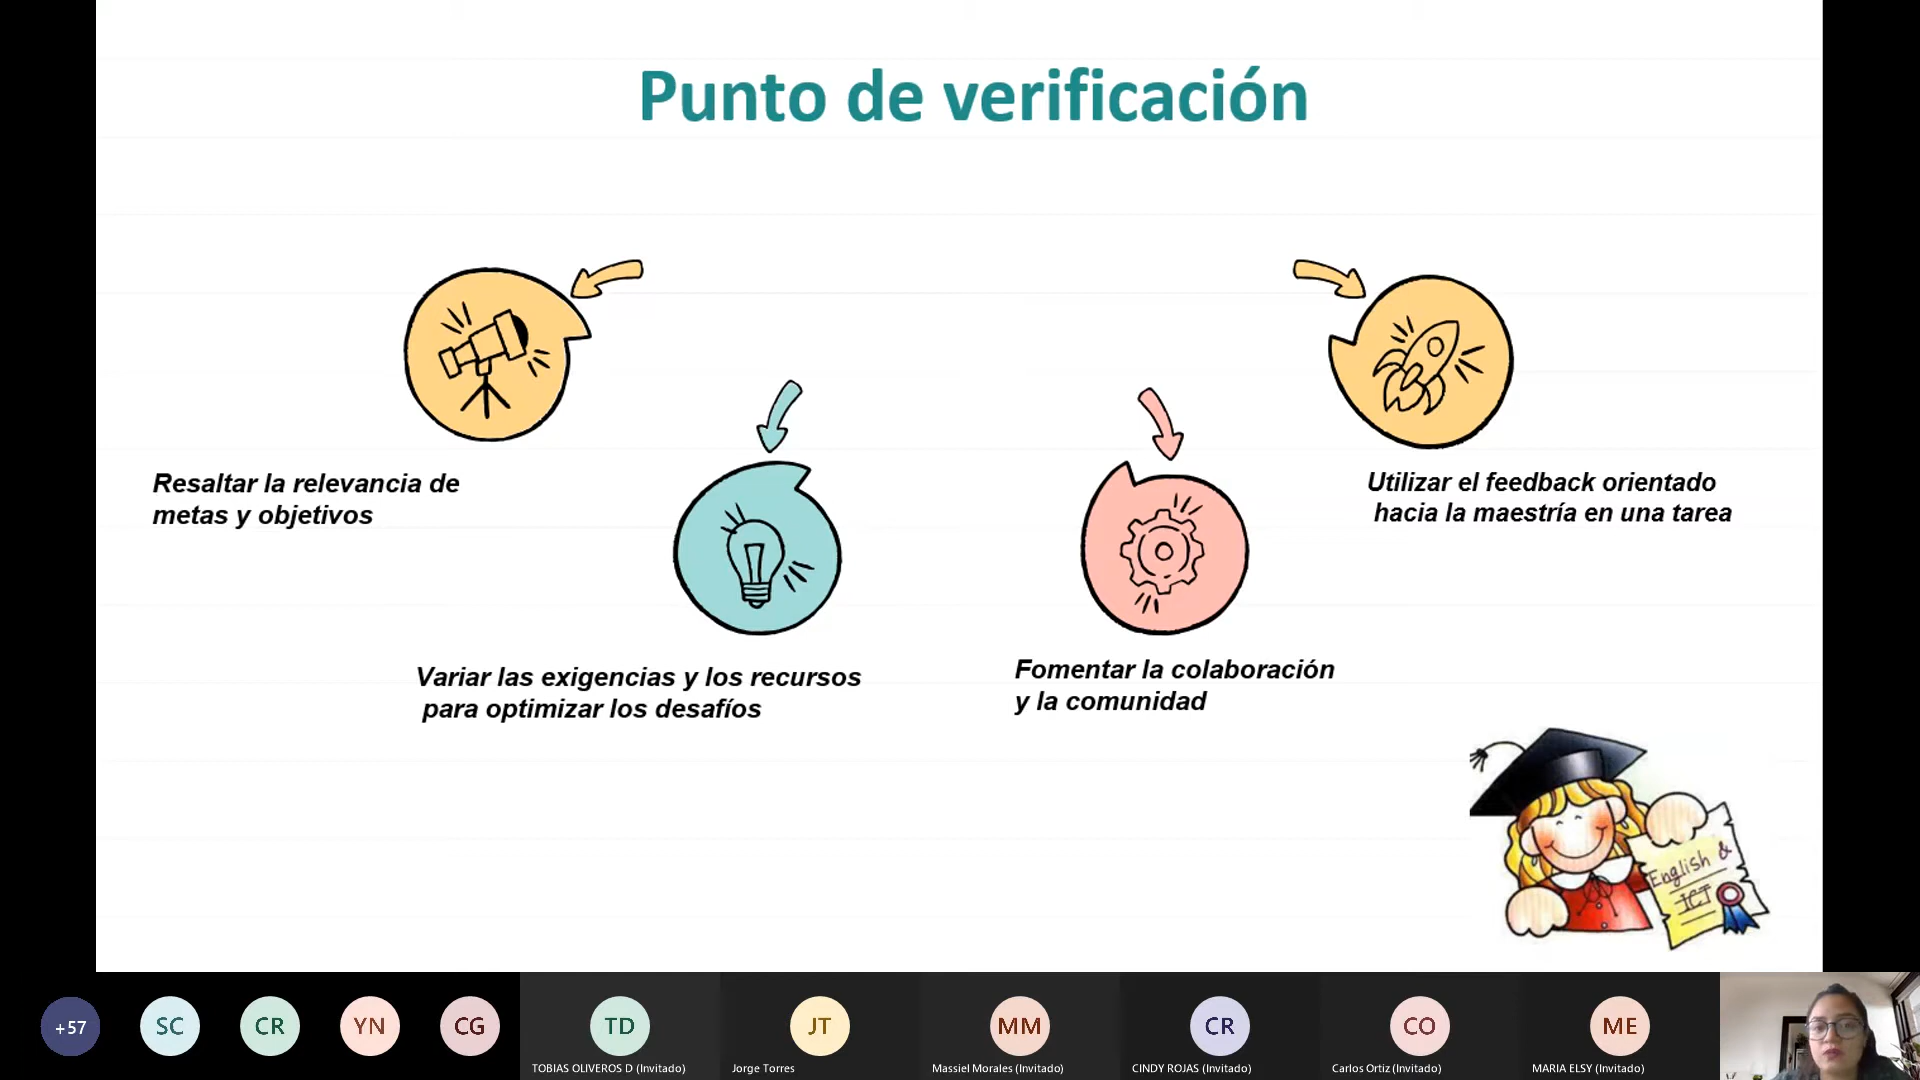 Punto de verificación
Resaltar la relevancia de
metas y objetivos
Utilizar el feedback orientado
hacia la maestría en una tarea
Variar las exigencias y los recursos
para optimizar los desafíos
Fomentar la colaboración
y la comunidad
English &
ICT
+57
SC
CR
YN
CG
TD
JT
MM
CR
CO
ME
TOBIAS OLIVEROS D (Invitado)
Jorge Torres
Massiel Morales (Invitado)
CINDY ROJAS (Invitado)
Carlos Ortiz (Invitado)
MARIA ELSY (Invitado)